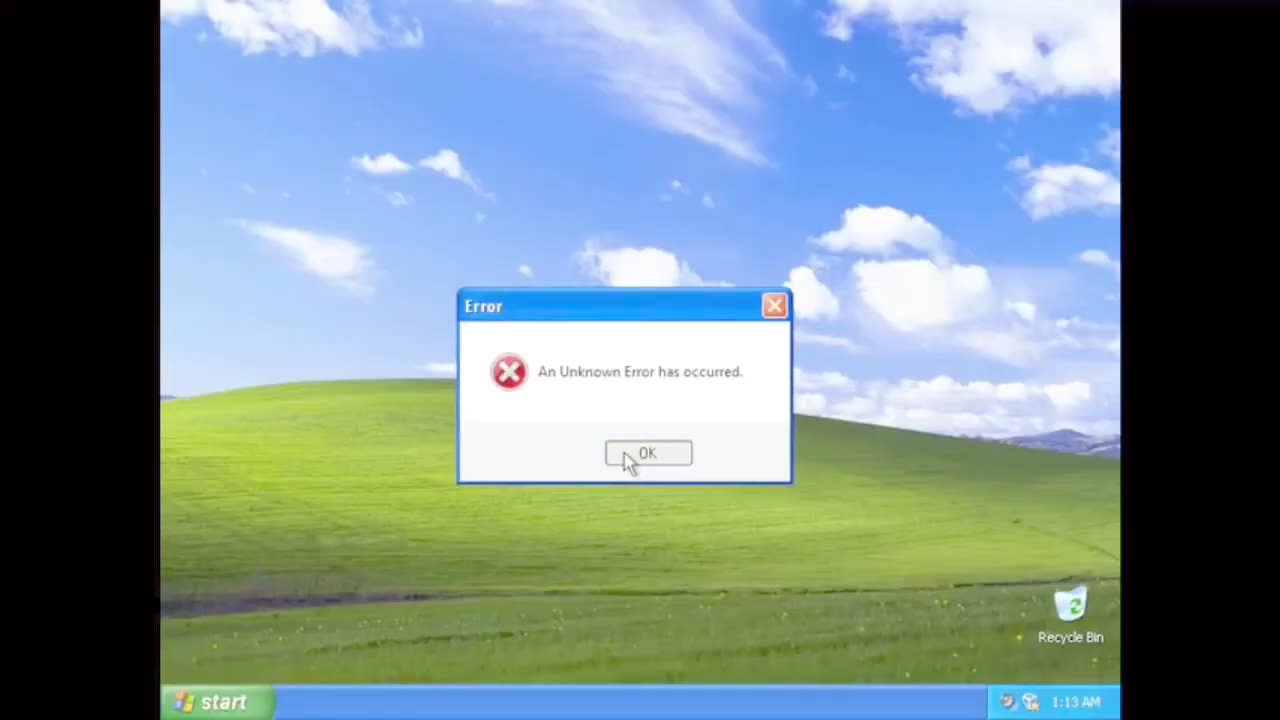 Error
An Unknown Error has occurred.
OK
Recycle Bin
start
1:13 AM